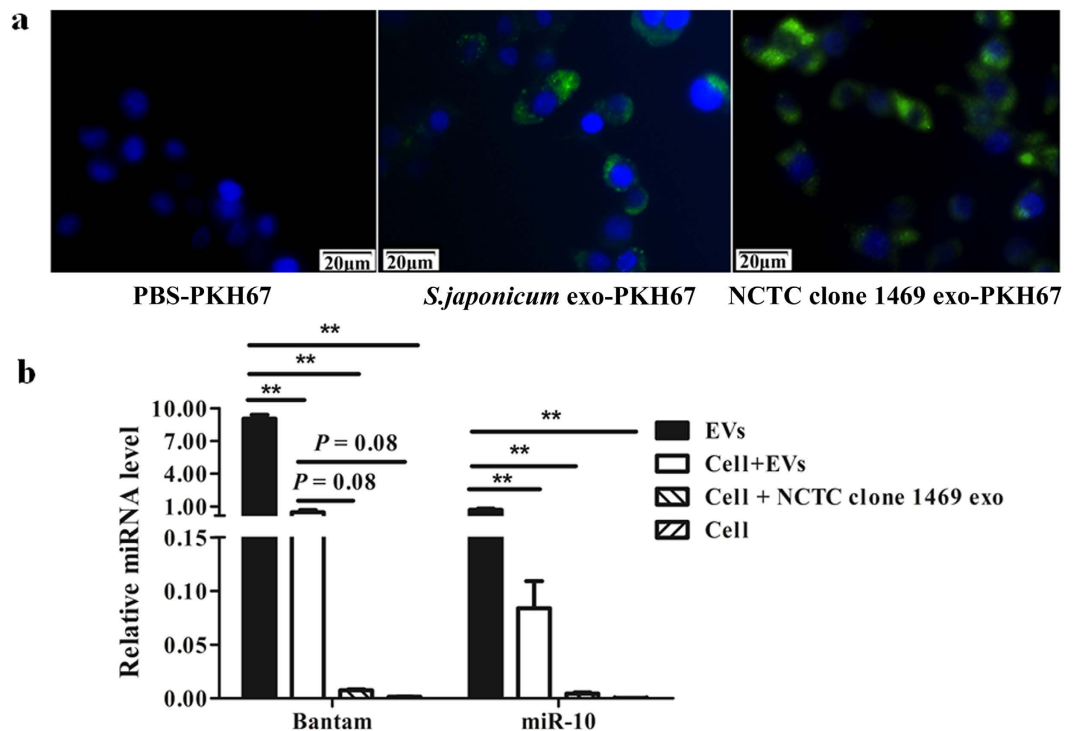 a
20μm
20μm
20μm
PBS-PKH67
S.japonicum exo-PKH67
NCTC clone 1469 exo-PKH67
b
**
**
**
P = 0.08
P = 0.08
**
**
**
Relative miRNA level
10.00
7.00
4.00
1.00
0.15
0.10
0.05
0.00
Bantam
miR-10
EVs
Cell+EVs
Cell + NCTC clone 1469 exo
Cell